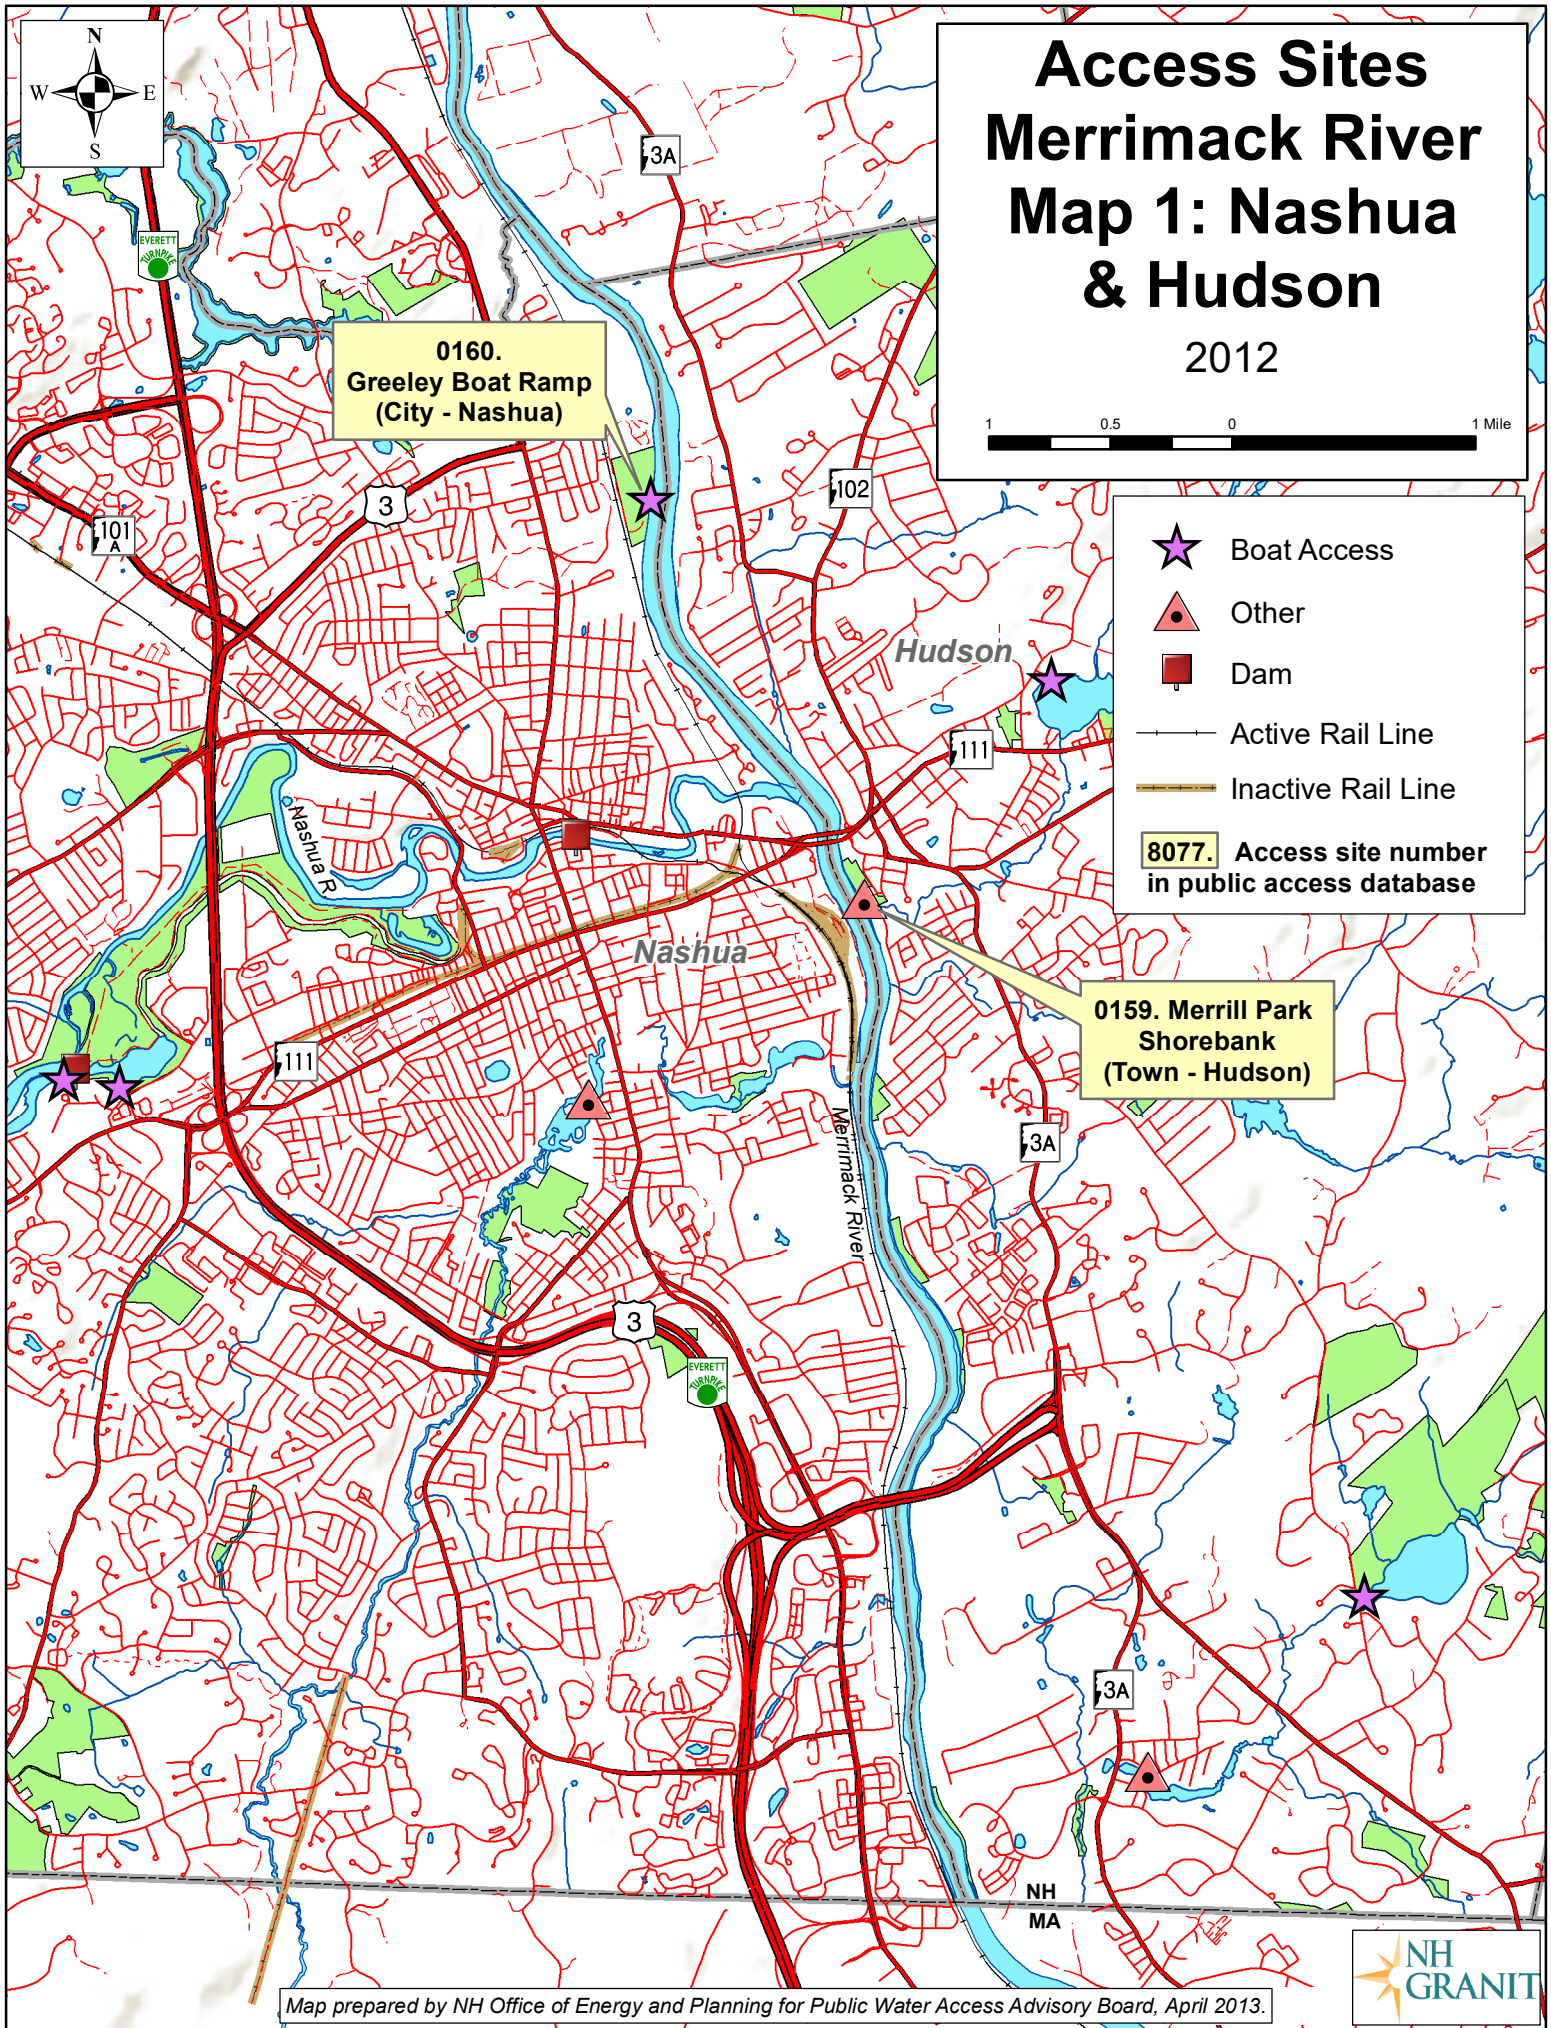 Access Sites
Merrimack River
Map 1: Nashua
& Hudson
2012
1
0.5
0
1 Mile
N
W
E
S
EVERETT
TURNPIKE
3A
0160.
Greeley Boat Ramp
(City - Nashua)
3
102
101
A
Boat Access
Other
Dam
Active Rail Line
Inactive Rail Line
8077. Access site number
in public access database
Hudson
111
Nashua R
Nashua
0159. Merrill Park
Shorebank
(Town - Hudson)
111
3A
Merrimack River
3
EVERETT
TURNPIKE
3A
NH
MA
NH
GRANIT
Map prepared by NH Office of Energy and Planning for Public Water Access Advisory Board, April 2013.